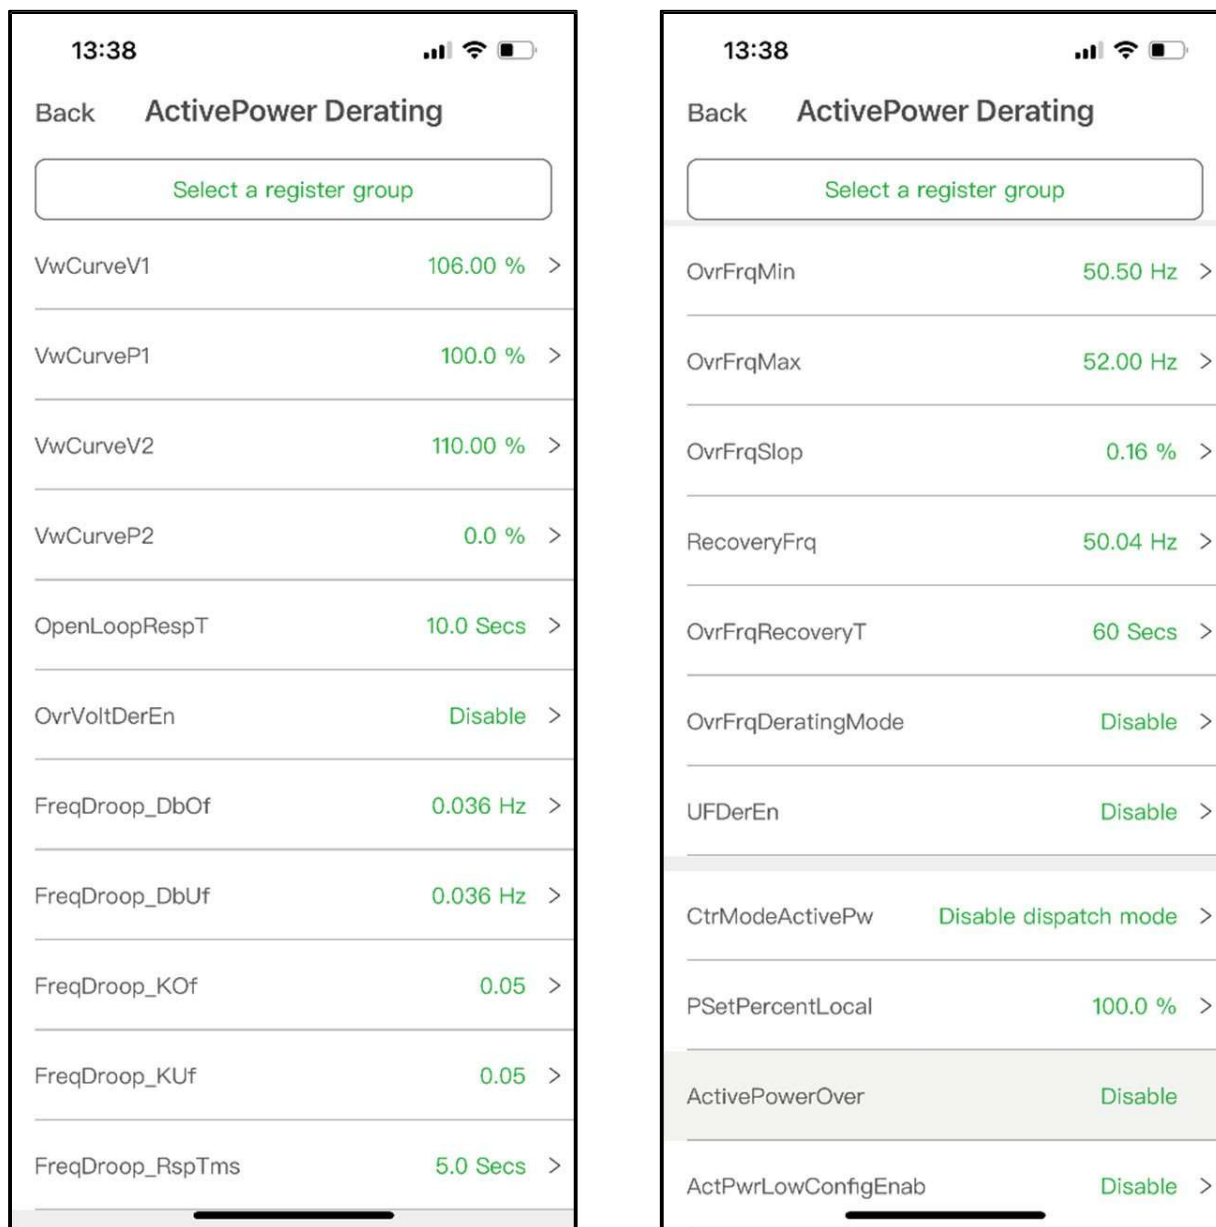 13:38
Back ActivePower Derating
Select a register group
VwCurveV1 106.00 % >
VwCurveP1 100.0 % >
VwCurveV2 110.00 % >
VwCurveP2 0.0 % >
OpenLoopRespT 10.0 Secs >
OvrVoltDerEn Disable >
FreqDroop_DbOf 0.036 Hz >
FreqDroop_DbUf 0.036 Hz >
FreqDroop_KOf 0.05 >
FreqDroop_KUf 0.05 >
FreqDroop_RspTms 5.0 Secs >
13:38
Back ActivePower Derating
Select a register group
OvrFrqMin 50.50 Hz >
OvrFrqMax 52.00 Hz >
OvrFrqSlop 0.16 % >
RecoveryFrq 50.04 Hz >
OvrFrqRecoveryT 60 Secs >
OvrFrqDeratingMode Disable >
UFDerEn Disable >
CtrModeActivePw Disable dispatch mode >
PSetPercentLocal 100.0 % >
ActivePowerOver Disable
ActPwrLowConfigEnab Disable >